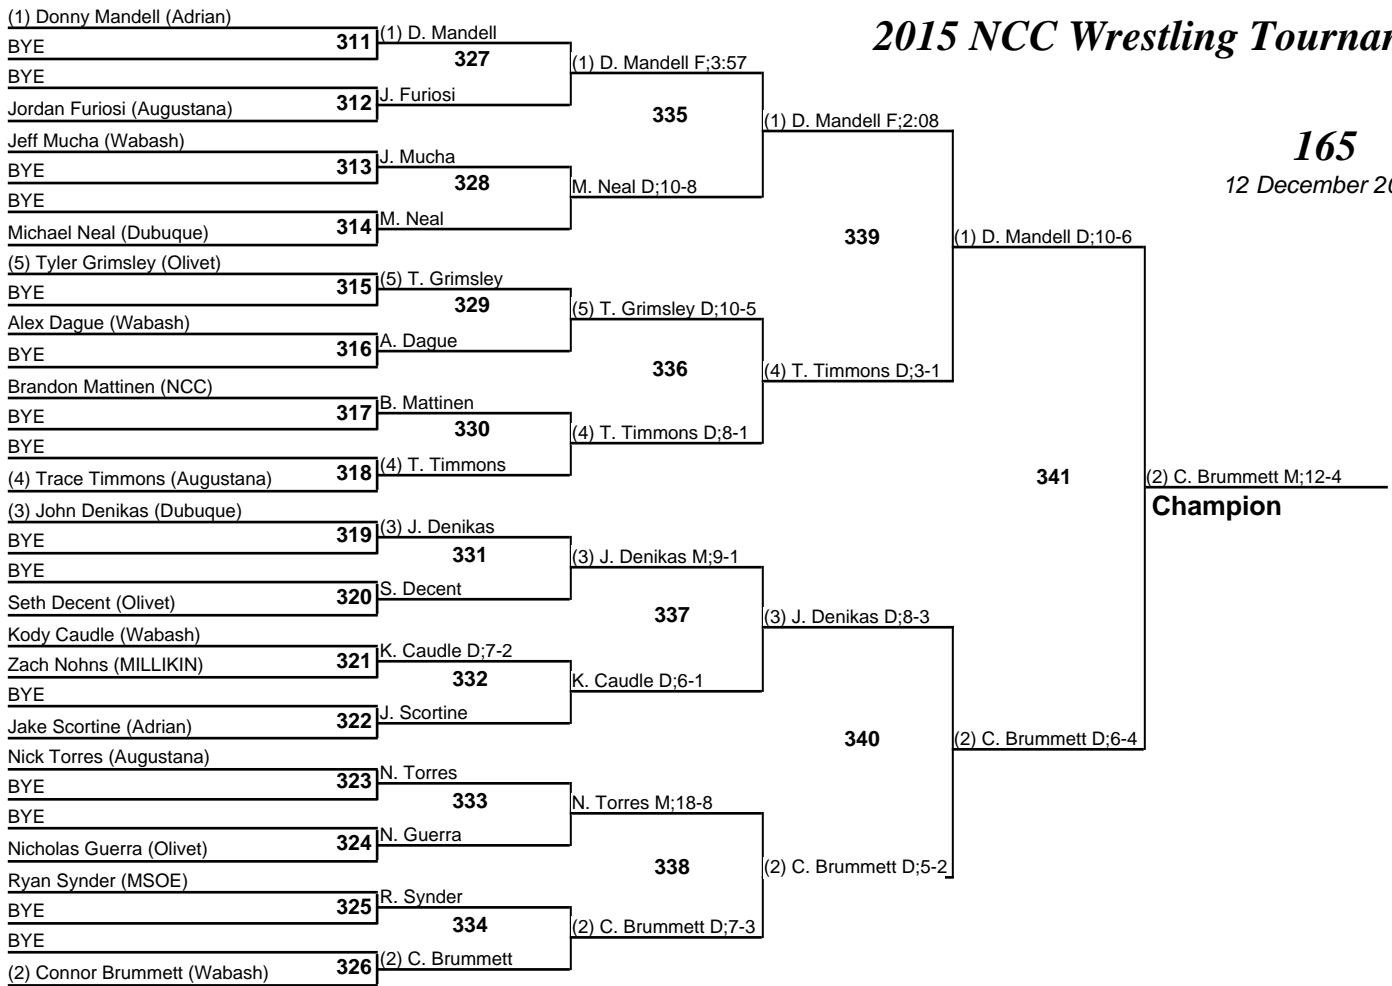 2015 NCC Wrestling Tourna
165
12 December 2
(1) Donny Mandell (Adrian)
BYE
311
BYE
Jordan Furiosi (Augustana)
312
Jeff Mucha (Wabash)
BYE
313
BYE
Michael Neal (Dubuque)
314
(5) Tyler Grimsley (Olivet)
BYE
315
Alex Dague (Wabash)
BYE
316
Brandon Mattinen (NCC)
BYE
317
BYE
(4) Trace Timmons (Augustana)
318
(3) John Denikas (Dubuque)
BYE
319
BYE
Seth Decent (Olivet)
320
Kody Caudle (Wabash)
Zach Nohns (MILLIKIN)
321
BYE
Jake Scortine (Adrian)
322
Nick Torres (Augustana)
BYE
323
BYE
Nicholas Guerra (Olivet)
324
Ryan Synder (MSOE)
BYE
325
BYE
(2) Connor Brummett (Wabash)
326
(1) D. Mandell
327
J. Furiosi
J. Mucha
328
M. Neal
(5) T. Grimsley
329
A. Dague
B. Mattinen
330
(4) T. Timmons
(3) J. Denikas
331
S. Decent
K. Caudle D;7-2
332
J. Scortine
N. Torres
333
N. Guerra
R. Synder
334
(2) C. Brummett
(1) D. Mandell F;3:57
335
M. Neal D;10-8
(5) T. Grimsley D;10-5
336
(4) T. Timmons D;8-1
(3) J. Denikas M;9-1
337
K. Caudle D;6-1
N. Torres M;18-8
338
(2) C. Brummett D;7-3
(1) D. Mandell F;2:08
339
(4) T. Timmons D;3-1
(3) J. Denikas D;8-3
340
(2) C. Brummett D;5-2
(1) D. Mandell D;10-6
341
(2) C. Brummett D;6-4
(2) C. Brummett M;12-4
Champion